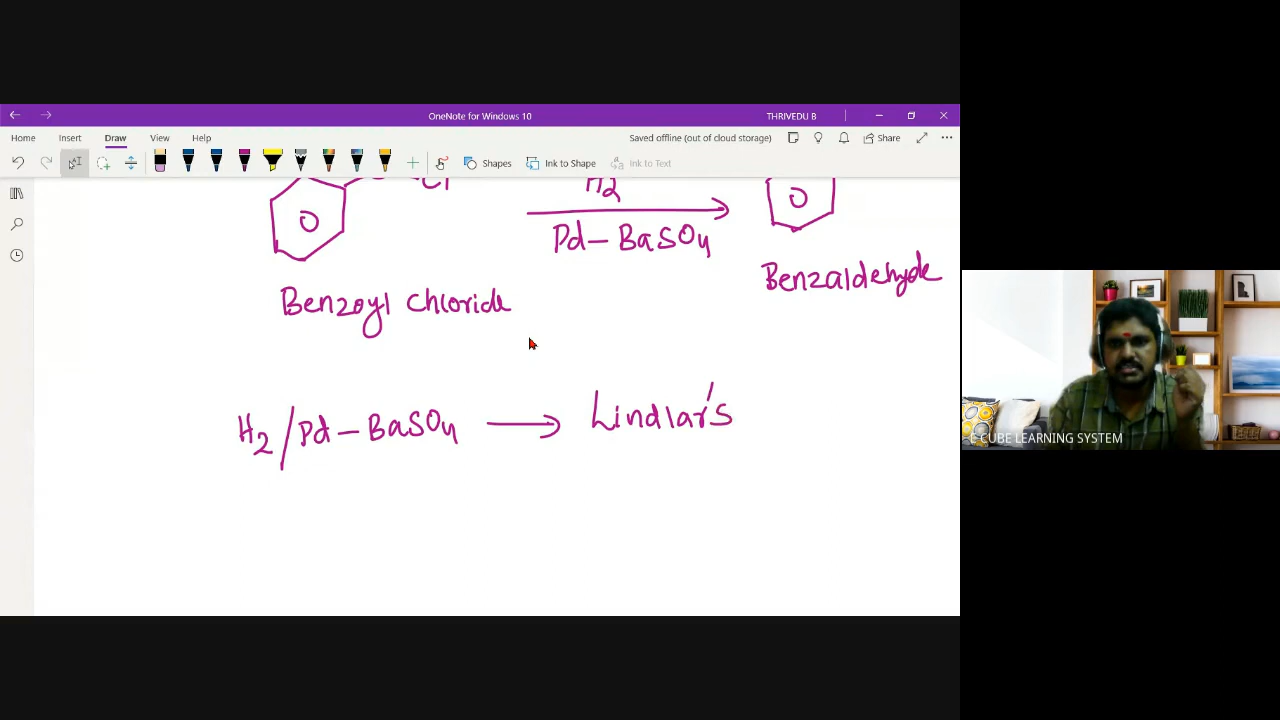 OneNote for Windows 10
THRIVEDU B
Home Insert Draw View Help
Saved offline (out of cloud storage)
Share
Shapes
Ink to Shape
Ink to Text
Cl
H2
Pd - BaSO4
Benzoyl chloride
Benzaldehyde
H2/Pd - BaSO4 → Lindlar's
CUBE LEARNING SYSTEM